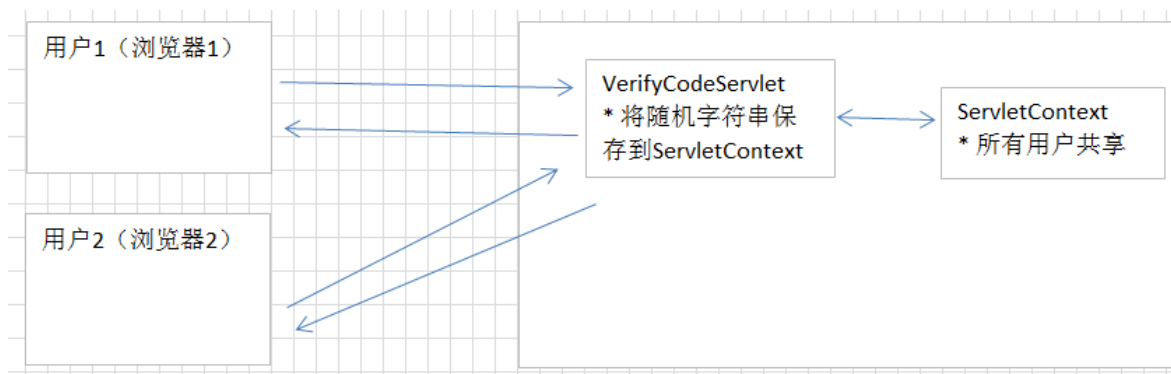 用户1（浏览器1）
VerifyCodeServlet
* 将随机字符串保
存到ServletContext
ServletContext
* 所有用户共享
用户2（浏览器2）